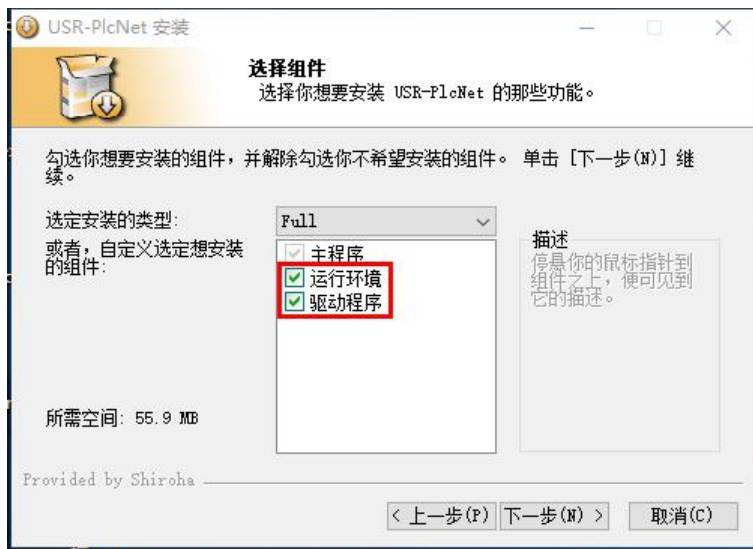 USR-PlcNet 安装
选择组件
选择你想要安装 USR-PlcNet 的那些功能。
勾选你想要安装的组件，并解除勾选你不希望安装的组件。 单击 [下一步(N)] 继
续。
选定安装的类型:
Full
或者，自定义选定想安装
的组件:
主程序
运行环境
驱动程序
描述
停悬你的鼠标指针到
组件之上，便可见到
它的描述。
所需空间: 55.9 MB
Provided by Shiroha
< 上一步(P)
下一步(N) >
取消(C)